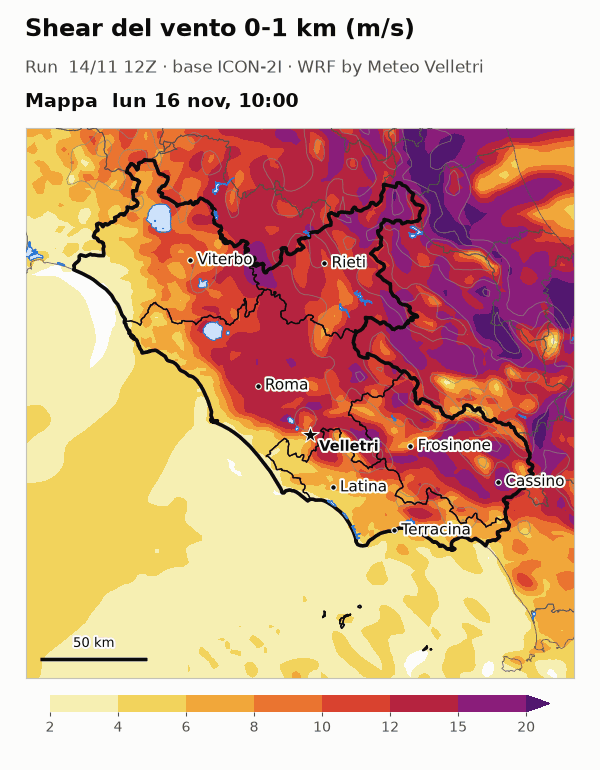 Shear del vento 0-1 km (m/s)
Run  14/11 12Z · base ICON-2I · WRF by Meteo Velletri
Mappa  lun 16 nov, 10:00
Viterbo
Rieti
Roma
Velletri
Frosinone
Cassino
Latina
Terracina
50 km
2 4 6 8 10 12 15 20